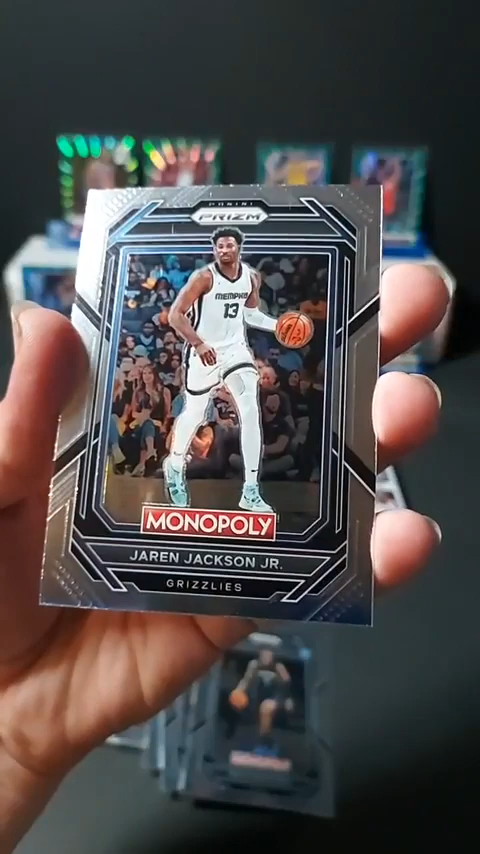 PANINI
PRIZM
MEMPHIS
13
MONOPOLY
JAREN JACKSON JR.
GRIZZLIES